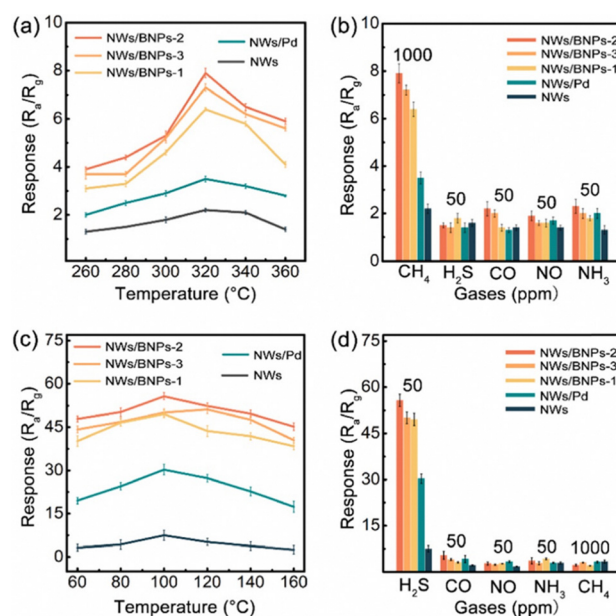 (a)
NWs/BNPs-2
NWs/BNPs-3
NWs/BNPs-1
NWs/Pd
NWs
Response (Rₐ/R₉)
10
8
6
4
2
260 280 300 320 340 360
Temperature (°C)
(b)
NWs/BNPs-2
NWs/BNPs-3
NWs/BNPs-1
NWs/Pd
NWs
1000
50
50
50
50
Response (Rₐ/R₉)
10
8
6
4
2
0
CH₄ H₂S CO NO NH₃
Gases (ppm)
(c)
NWs/BNPs-2
NWs/BNPs-3
NWs/BNPs-1
NWs/Pd
NWs
Response (Rₐ/R₉)
75
60
45
30
15
0
60 80 100 120 140 160
Temperature (°C)
(d)
NWs/BNPs-2
NWs/BNPs-3
NWs/BNPs-1
NWs/Pd
NWs
50
50
50
50
1000
Response (Rₐ/R₉)
75
60
45
30
15
H₂S CO NO NH₃ CH₄
Gases (ppm)